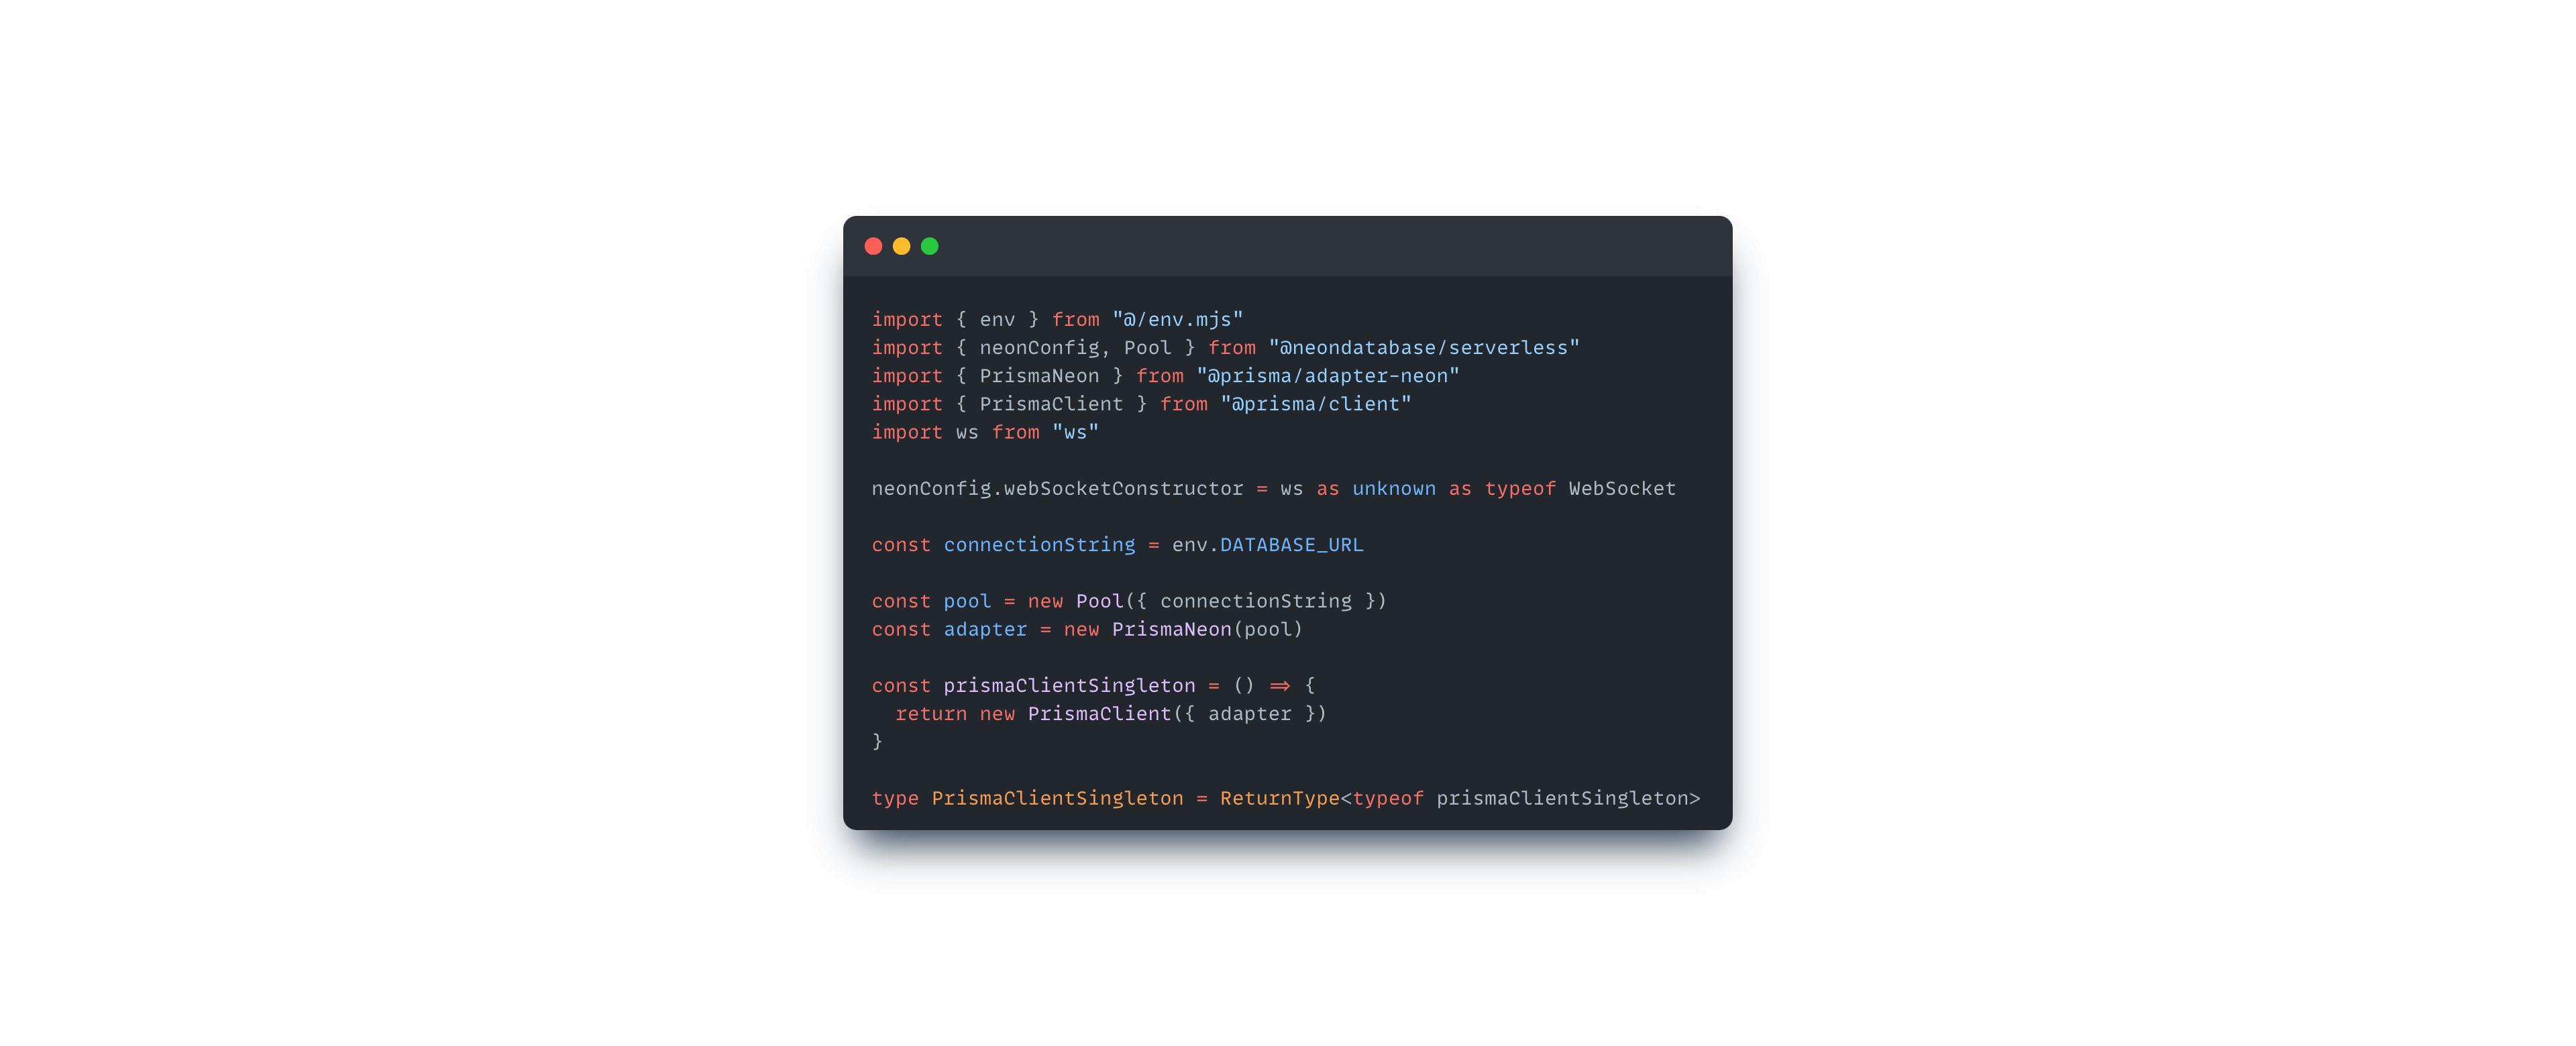 import { env } from "@/env.mjs"
import { neonConfig, Pool } from "@neondatabase/serverless"
import { PrismaNeon } from "@prisma/adapter-neon"
import { PrismaClient } from "@prisma/client"
import ws from "ws"
neonConfig.webSocketConstructor = ws as unknown as typeof WebSocket
const connectionString = env.DATABASE_URL
const pool = new Pool({ connectionString })
const adapter = new PrismaNeon(pool)
const prismaClientSingleton = () => {
  return new PrismaClient({ adapter })
}
type PrismaClientSingleton = ReturnType<typeof prismaClientSingleton>